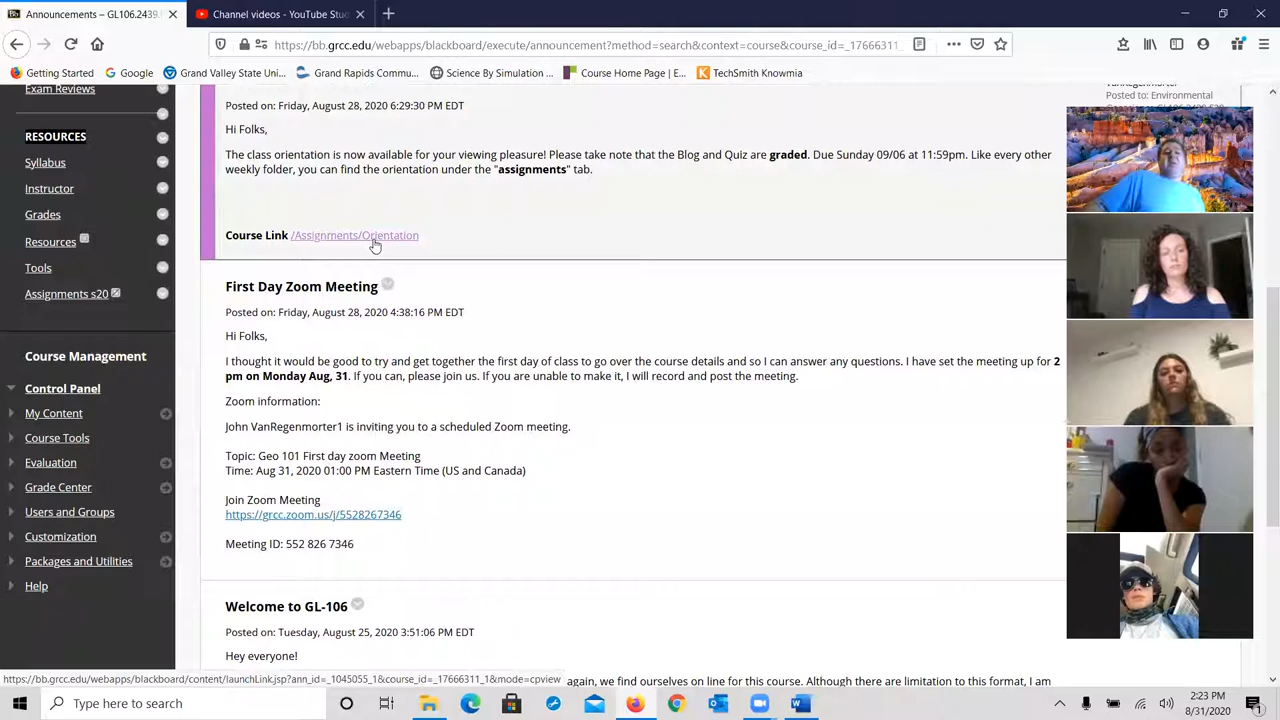 Announcements – GL106.2439.
Channel videos - YouTube Stud
https://bb.grcc.edu/webapps/blackboard/execute/announcement?method=search&context=course&course_id=_17666311_
Getting Started
Google
Grand Valley State Uni...
Grand Rapids Commu...
Science By Simulation ...
Course Home Page | E...
TechSmith Knowmia
Exam Reviews
RESOURCES
Syllabus
Instructor
Grades
Resources
Tools
Assignments s20
Course Management
Control Panel
My Content
Course Tools
Evaluation
Grade Center
Users and Groups
Customization
Packages and Utilities
Help
Posted on: Friday, August 28, 2020 6:29:30 PM EDT
Posted to: Environmental
Hi Folks,
The class orientation is now available for your viewing pleasure! Please take note that the Blog and Quiz are graded. Due Sunday 09/06 at 11:59pm. Like every other
weekly folder, you can find the orientation under the "assignments" tab.
Course Link /Assignments/Orientation
First Day Zoom Meeting
Posted on: Friday, August 28, 2020 4:38:16 PM EDT
Hi Folks,
I thought it would be good to try and get together the first day of class to go over the course details and so I can answer any questions. I have set the meeting up for 2
pm on Monday Aug, 31. If you can, please join us. If you are unable to make it, I will record and post the meeting.
Zoom information:
John VanRegenmorter1 is inviting you to a scheduled Zoom meeting.
Topic: Geo 101 First day zoom Meeting
Time: Aug 31, 2020 01:00 PM Eastern Time (US and Canada)
Join Zoom Meeting
https://grcc.zoom.us/j/5528267346
Meeting ID: 552 826 7346
Welcome to GL-106
Posted on: Tuesday, August 25, 2020 3:51:06 PM EDT
Hey everyone!
again, we find ourselves on line for this course. Although there are limitation to this format, I am
https://bb.grcc.edu/webapps/blackboard/content/launchLink.jsp?ann_id=_1045055_1&course_id=_17666311_1&mode=cpview
Type here to search
2:23 PM
8/31/2020